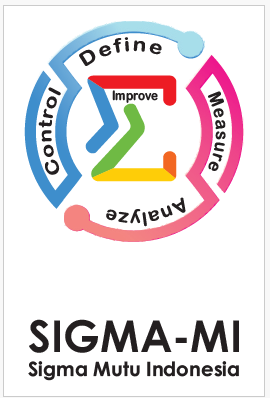 Define
Measure
Analyze
Improve
Control
SIGMA-MI
Sigma Mutu Indonesia